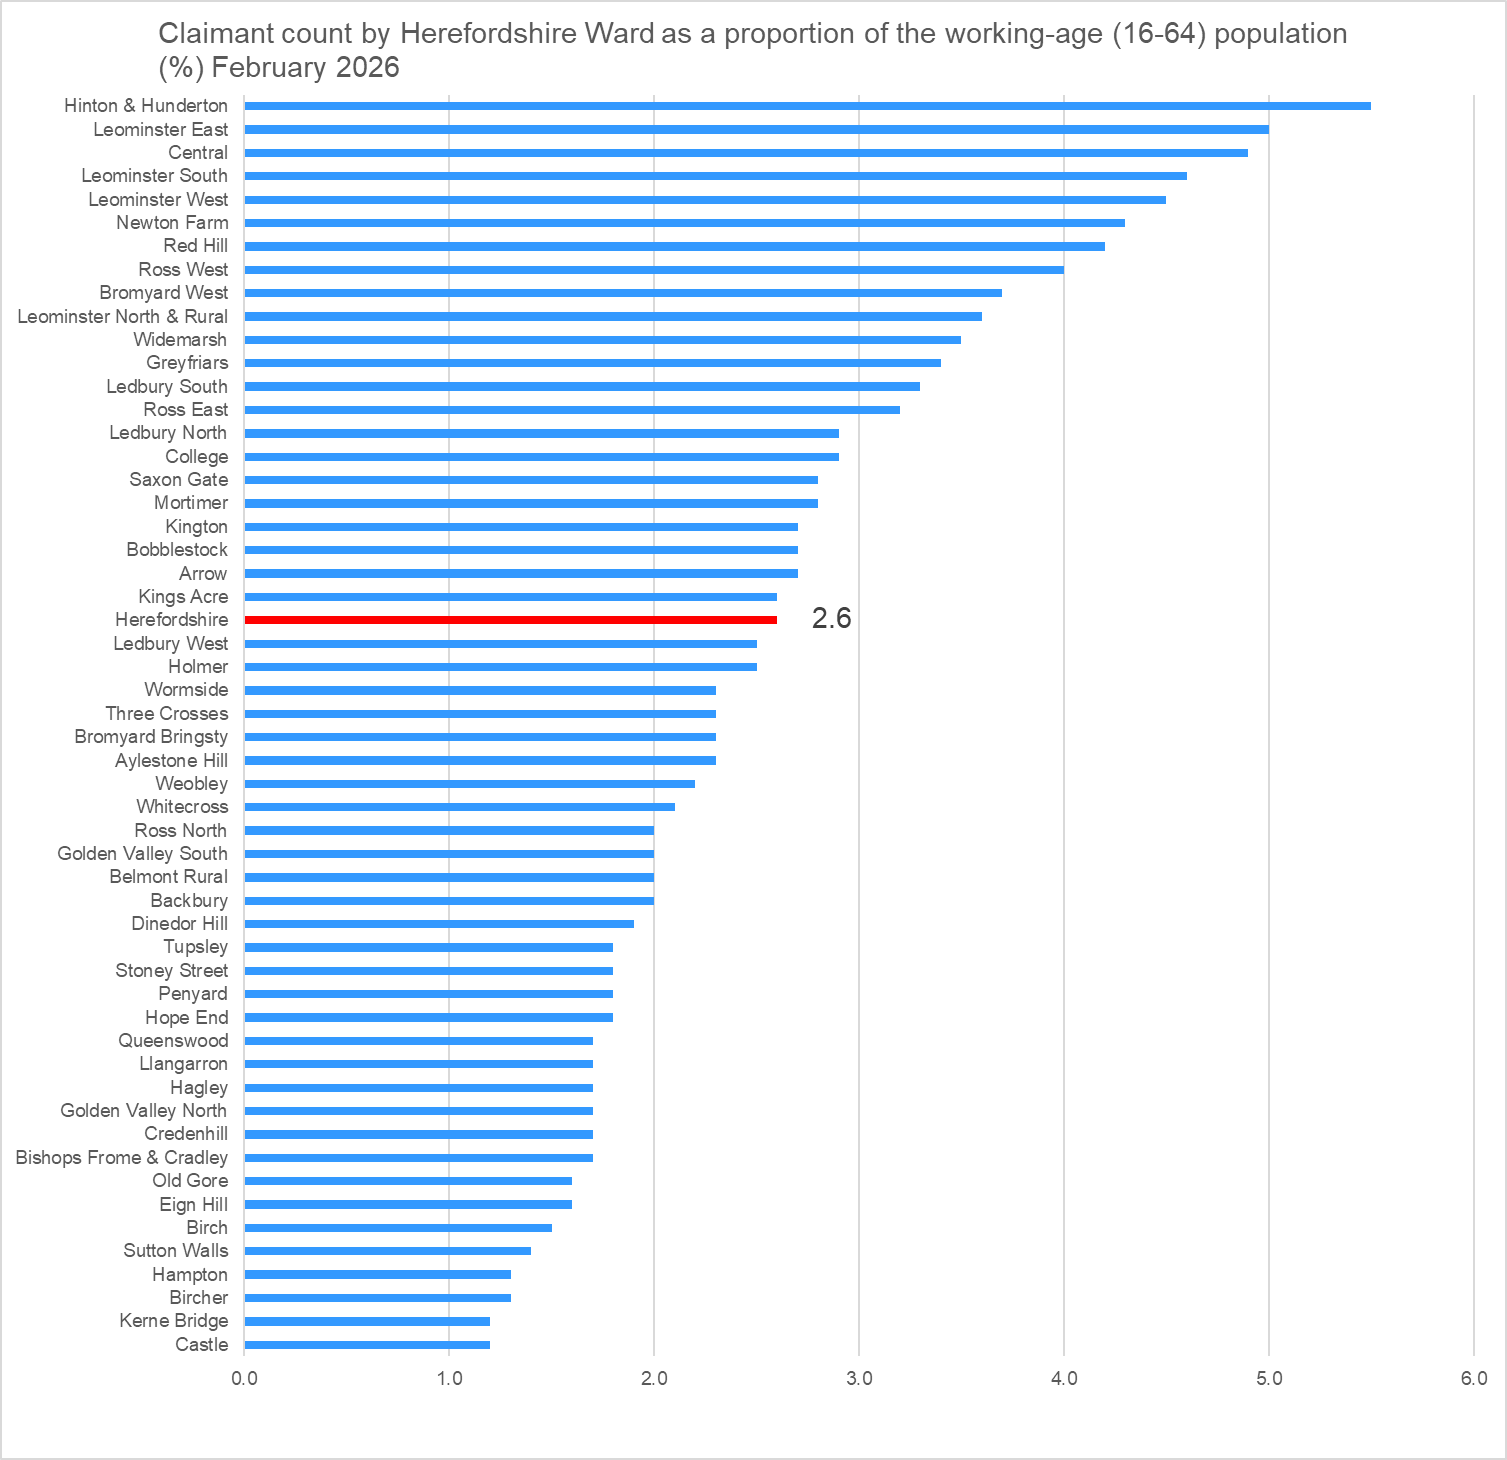 Claimant count by Herefordshire Ward as a proportion of the working-age (16-64) population
(%) February 2026
Hinton & Hunderton
Leominster East
Central
Leominster South
Leominster West
Newton Farm
Red Hill
Ross West
Bromyard West
Leominster North & Rural
Widemarsh
Greyfriars
Ledbury South
Ross East
Ledbury North
College
Saxon Gate
Mortimer
Kington
Bobblestock
Arrow
Kings Acre
Herefordshire 2.6
Ledbury West
Holmer
Wormside
Three Crosses
Bromyard Bringsty
Aylestone Hill
Weobley
Whitecross
Ross North
Golden Valley South
Belmont Rural
Backbury
Dinedor Hill
Tupsley
Stoney Street
Penyard
Hope End
Queenswood
Llangarron
Hagley
Golden Valley North
Credenhill
Bishops Frome & Cradley
Old Gore
Eign Hill
Birch
Sutton Walls
Hampton
Bircher
Kerne Bridge
Castle
0.0 1.0 2.0 3.0 4.0 5.0 6.0